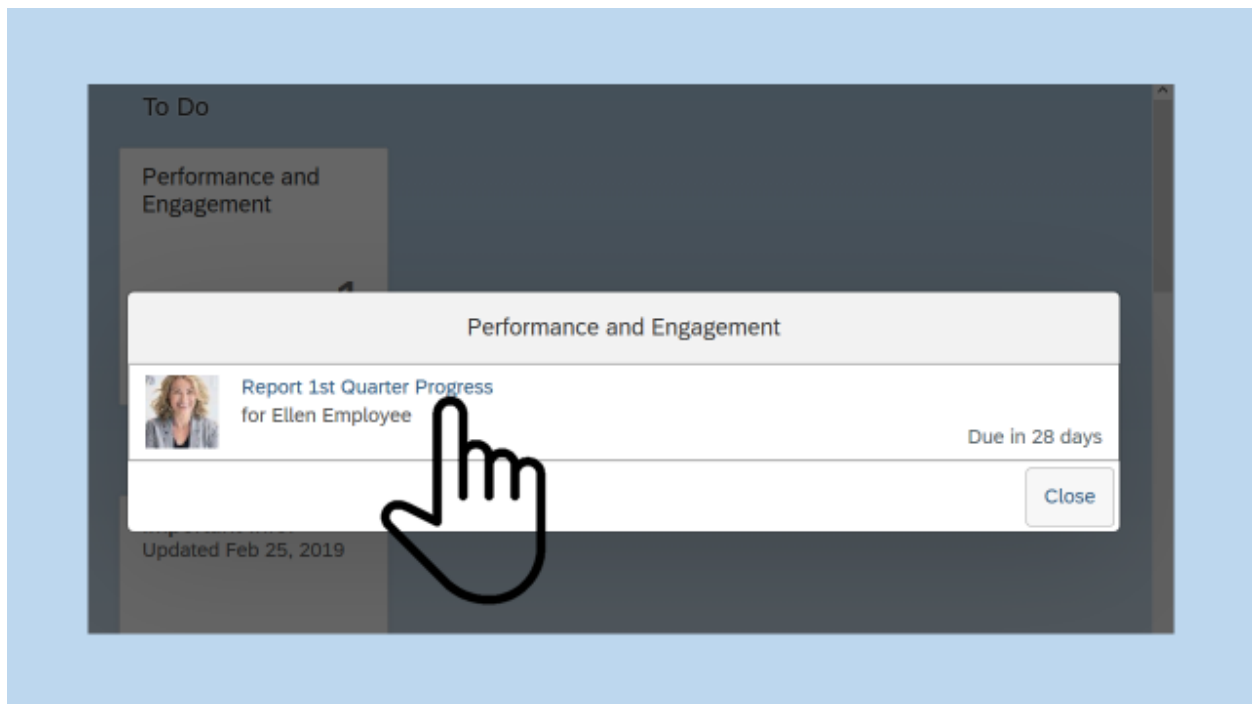 To Do
Performance and
Engagement
Performance and Engagement
Report 1st Quarter Progress
for Ellen Employee
Due in 28 days
Close
Updated Feb 25, 2019